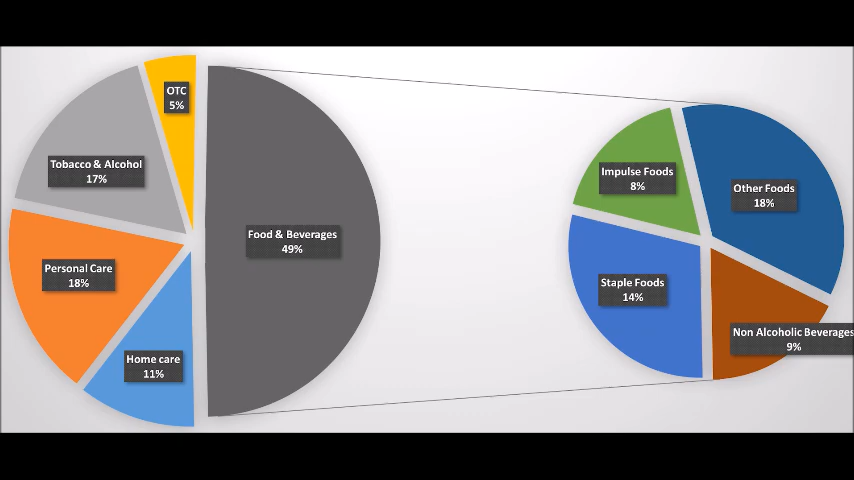 OTC
5%
Tobacco & Alcohol
17%
Food & Beverages
49%
Personal Care
18%
Home care
11%
Impulse Foods
8%
Other Foods
18%
Staple Foods
14%
Non Alcoholic Beverages
9%